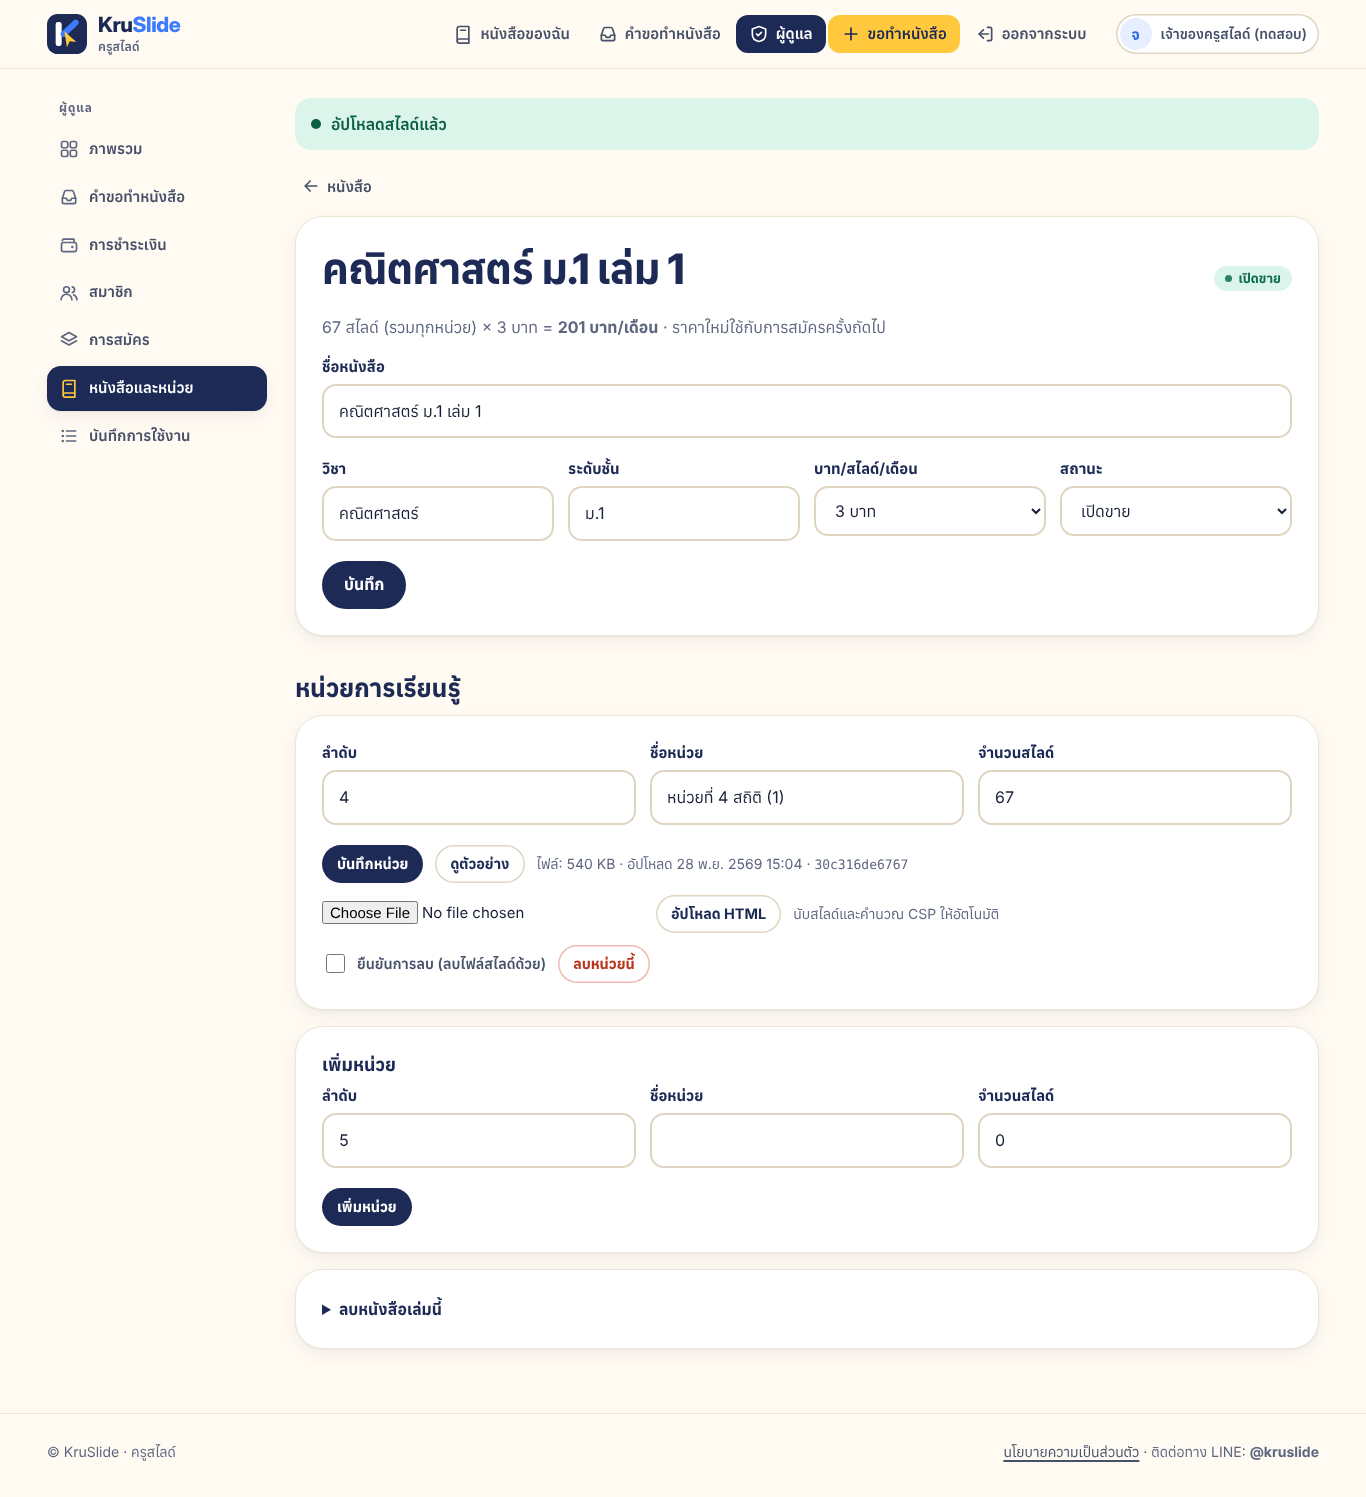 KruSlide
ครูสไลด์
หนังสือของฉัน
คำขอทำหนังสือ
ผู้ดูแล
ขอทำหนังสือ
ออกจากระบบ
จ
เจ้าของครูสไลด์ (ทดสอบ)
ผู้ดูแล
ภาพรวม
คำขอทำหนังสือ
การชำระเงิน
สมาชิก
การสมัคร
หนังสือและหน่วย
บันทึกการใช้งาน
อัปโหลดสไลด์แล้ว
หนังสือ
คณิตศาสตร์ ม.1 เล่ม 1
เปิดขาย
67 สไลด์ (รวมทุกหน่วย) × 3 บาท = 201 บาท/เดือน · ราคาใหม่ใช้กับการสมัครครั้งถัดไป
ชื่อหนังสือ
คณิตศาสตร์ ม.1 เล่ม 1
วิชา
ระดับชั้น
บาท/สไลด์/เดือน
สถานะ
คณิตศาสตร์
ม.1
3 บาท
เปิดขาย
บันทึก
หน่วยการเรียนรู้
ลำดับ
ชื่อหน่วย
จำนวนสไลด์
4
หน่วยที่ 4 สถิติ (1)
67
บันทึกหน่วย
ดูตัวอย่าง
ไฟล์: 540 KB · อัปโหลด 28 พ.ย. 2569 15:04 · 30c316de6767
Choose File No file chosen
อัปโหลด HTML
นับสไลด์และคำนวณ CSP ให้อัตโนมัติ
ยืนยันการลบ (ลบไฟล์สไลด์ด้วย)
ลบหน่วยนี้
เพิ่มหน่วย
ลำดับ
ชื่อหน่วย
จำนวนสไลด์
5
0
เพิ่มหน่วย
ลบหนังสือเล่มนี้
© KruSlide · ครูสไลด์
นโยบายความเป็นส่วนตัว · ติดต่อทาง LINE: @kruslide